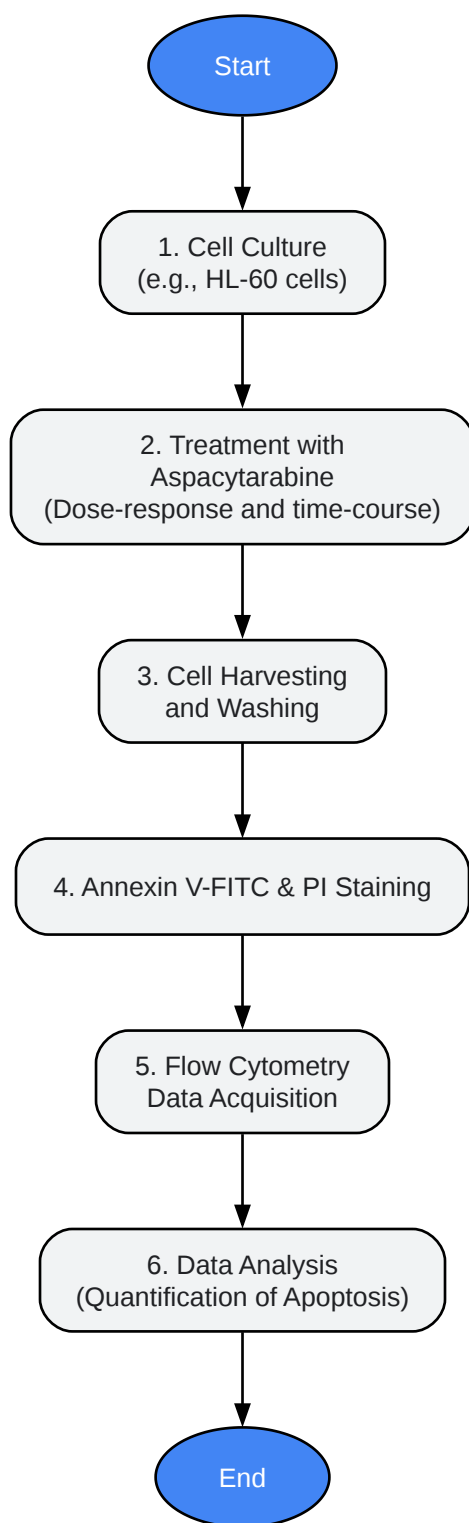 Start
1. Cell Culture
(e.g., HL-60 cells)
2. Treatment with
Aspacytarabine
(Dose-response and time-course)
3. Cell Harvesting
and Washing
4. Annexin V-FITC & PI Staining
5. Flow Cytometry
Data Acquisition
6. Data Analysis
(Quantification of Apoptosis)
End